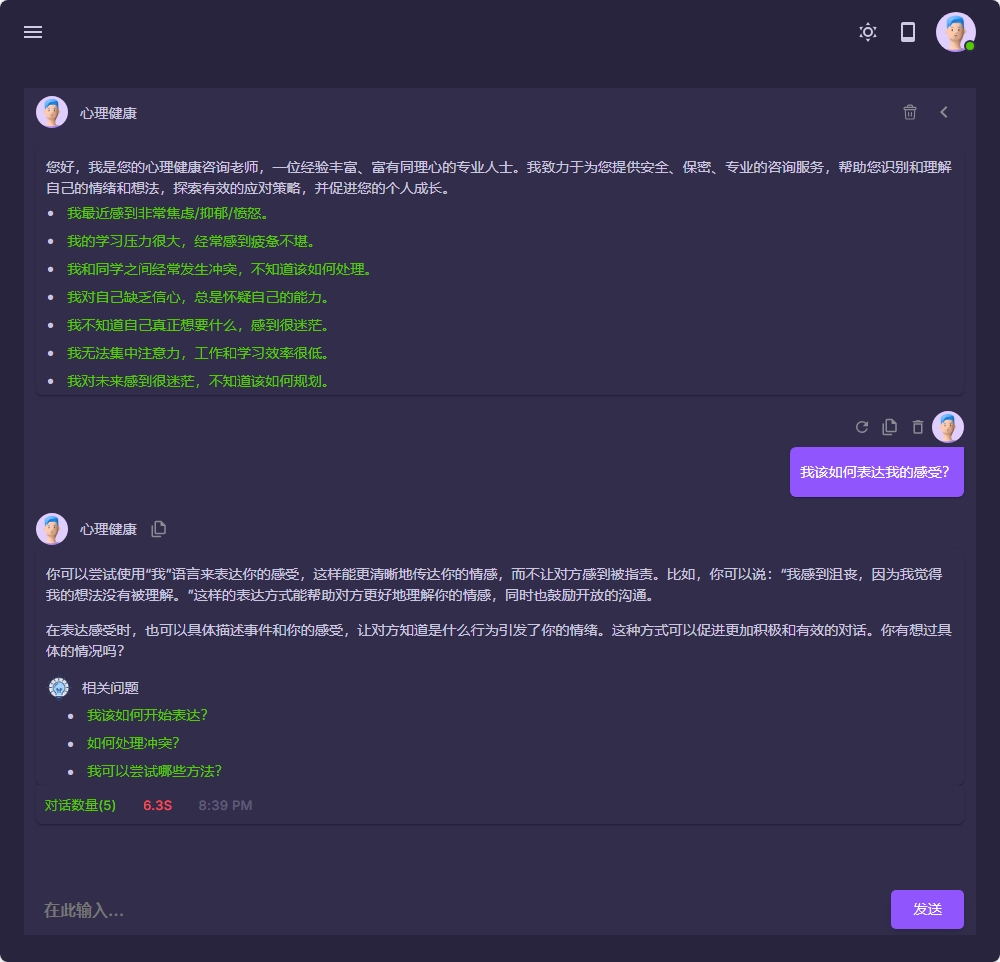 心理健康
您好，我是您的心理健康咨询老师，一位经验丰富、富有同理心的专业人士。我致力于为您提供安全、保密、专业的咨询服务，帮助您识别和理解
自己的情绪和想法，探索有效的应对策略，并促进您的个人成长。
我最近感到非常焦虑/抑郁/愤怒。
我的学习压力很大，经常感到疲惫不堪。
我和同学之间经常发生冲突，不知道该如何处理。
我对自己缺乏信心，总是怀疑自己的能力。
我不知道自己真正想要什么，感到很迷茫。
我无法集中注意力，工作和学习效率很低。
我对未来感到很迷茫，不知道该如何规划。
我该如何表达我的感受？
心理健康
你可以尝试使用“我”语言来表达你的感受，这样能更清晰地传达你的情感，而不让对方感到被指责。比如，你可以说：“我感到沮丧，因为我觉得
我的想法没有被理解。”这样的表达方式能帮助对方更好地理解你的情感，同时也鼓励开放的沟通。
在表达感受时，也可以具体描述事件和你的感受，让对方知道是什么行为引发了你的情绪。这种方式可以促进更加积极和有效的对话。你有想过具
体的情况吗？
相关问题
我该如何开始表达？
如何处理冲突？
我可以尝试哪些方法？
对话数量(5) 6.3S 8:39 PM
在此输入... 发送